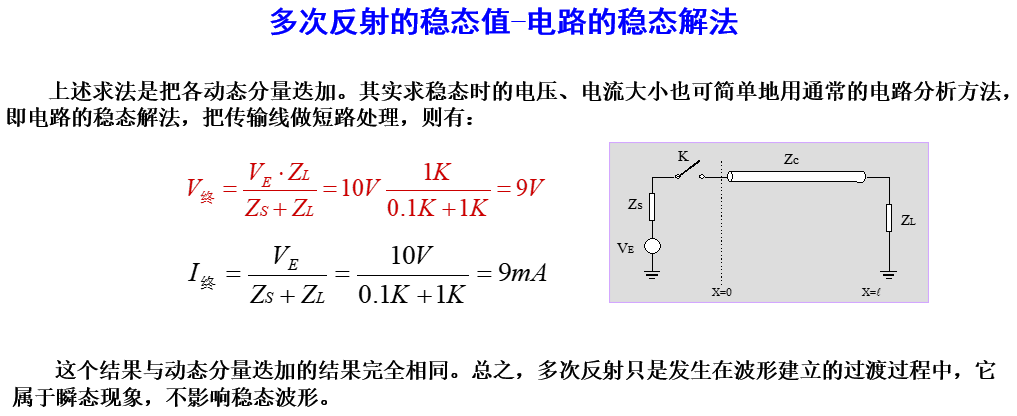 多次反射的稳态值-电路的稳态解法
上述求法是把各动态分量迭加。其实求稳态时的电压、电流大小也可简单地用通常的电路分析方法，
即电路的稳态解法，把传输线做短路处理，则有：
V终 = VE · ZL / (ZS + ZL) = 10V 1K / (0.1K + 1K) = 9V
I终 = VE / (ZS + ZL) = 10V / (0.1K + 1K) = 9mA
K
Zc
Zs
ZL
VE
X=0
X=ℓ
这个结果与动态分量迭加的结果完全相同。总之，多次反射只是发生在波形建立的过渡过程中，它
属于瞬态现象，不影响稳态波形。